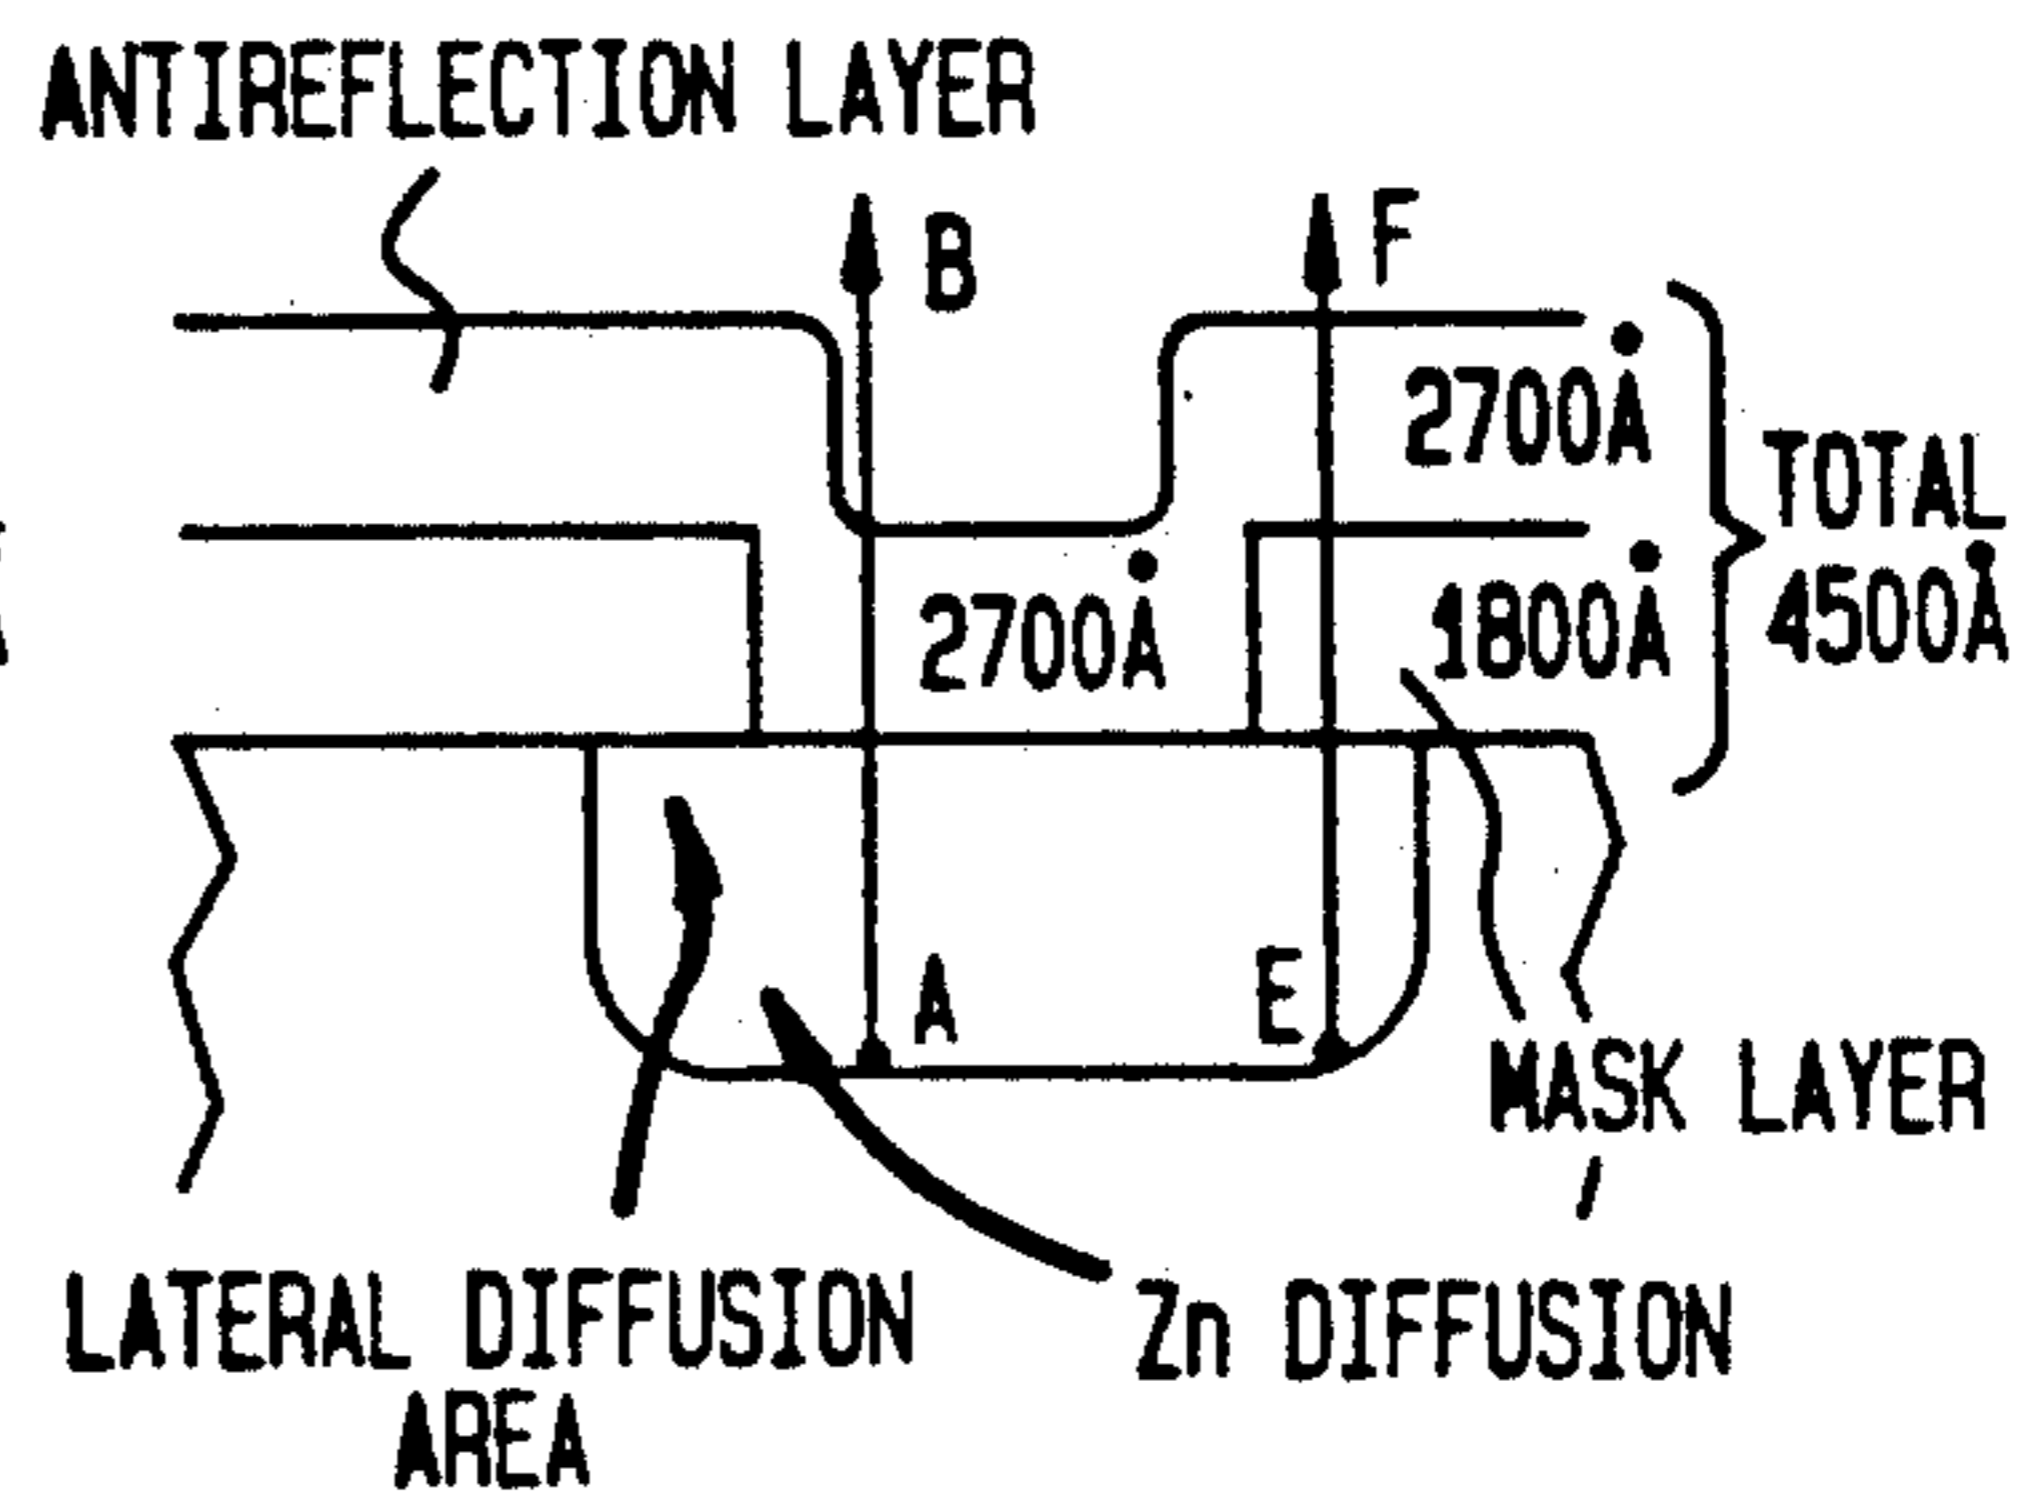 ANTIREFLECTION LAYER
B
F
2700Å
TOTAL
4500Å
2700Å
1800Å
A
E
MASK LAYER
LATERAL DIFFUSION
AREA
Zn DIFFUSION